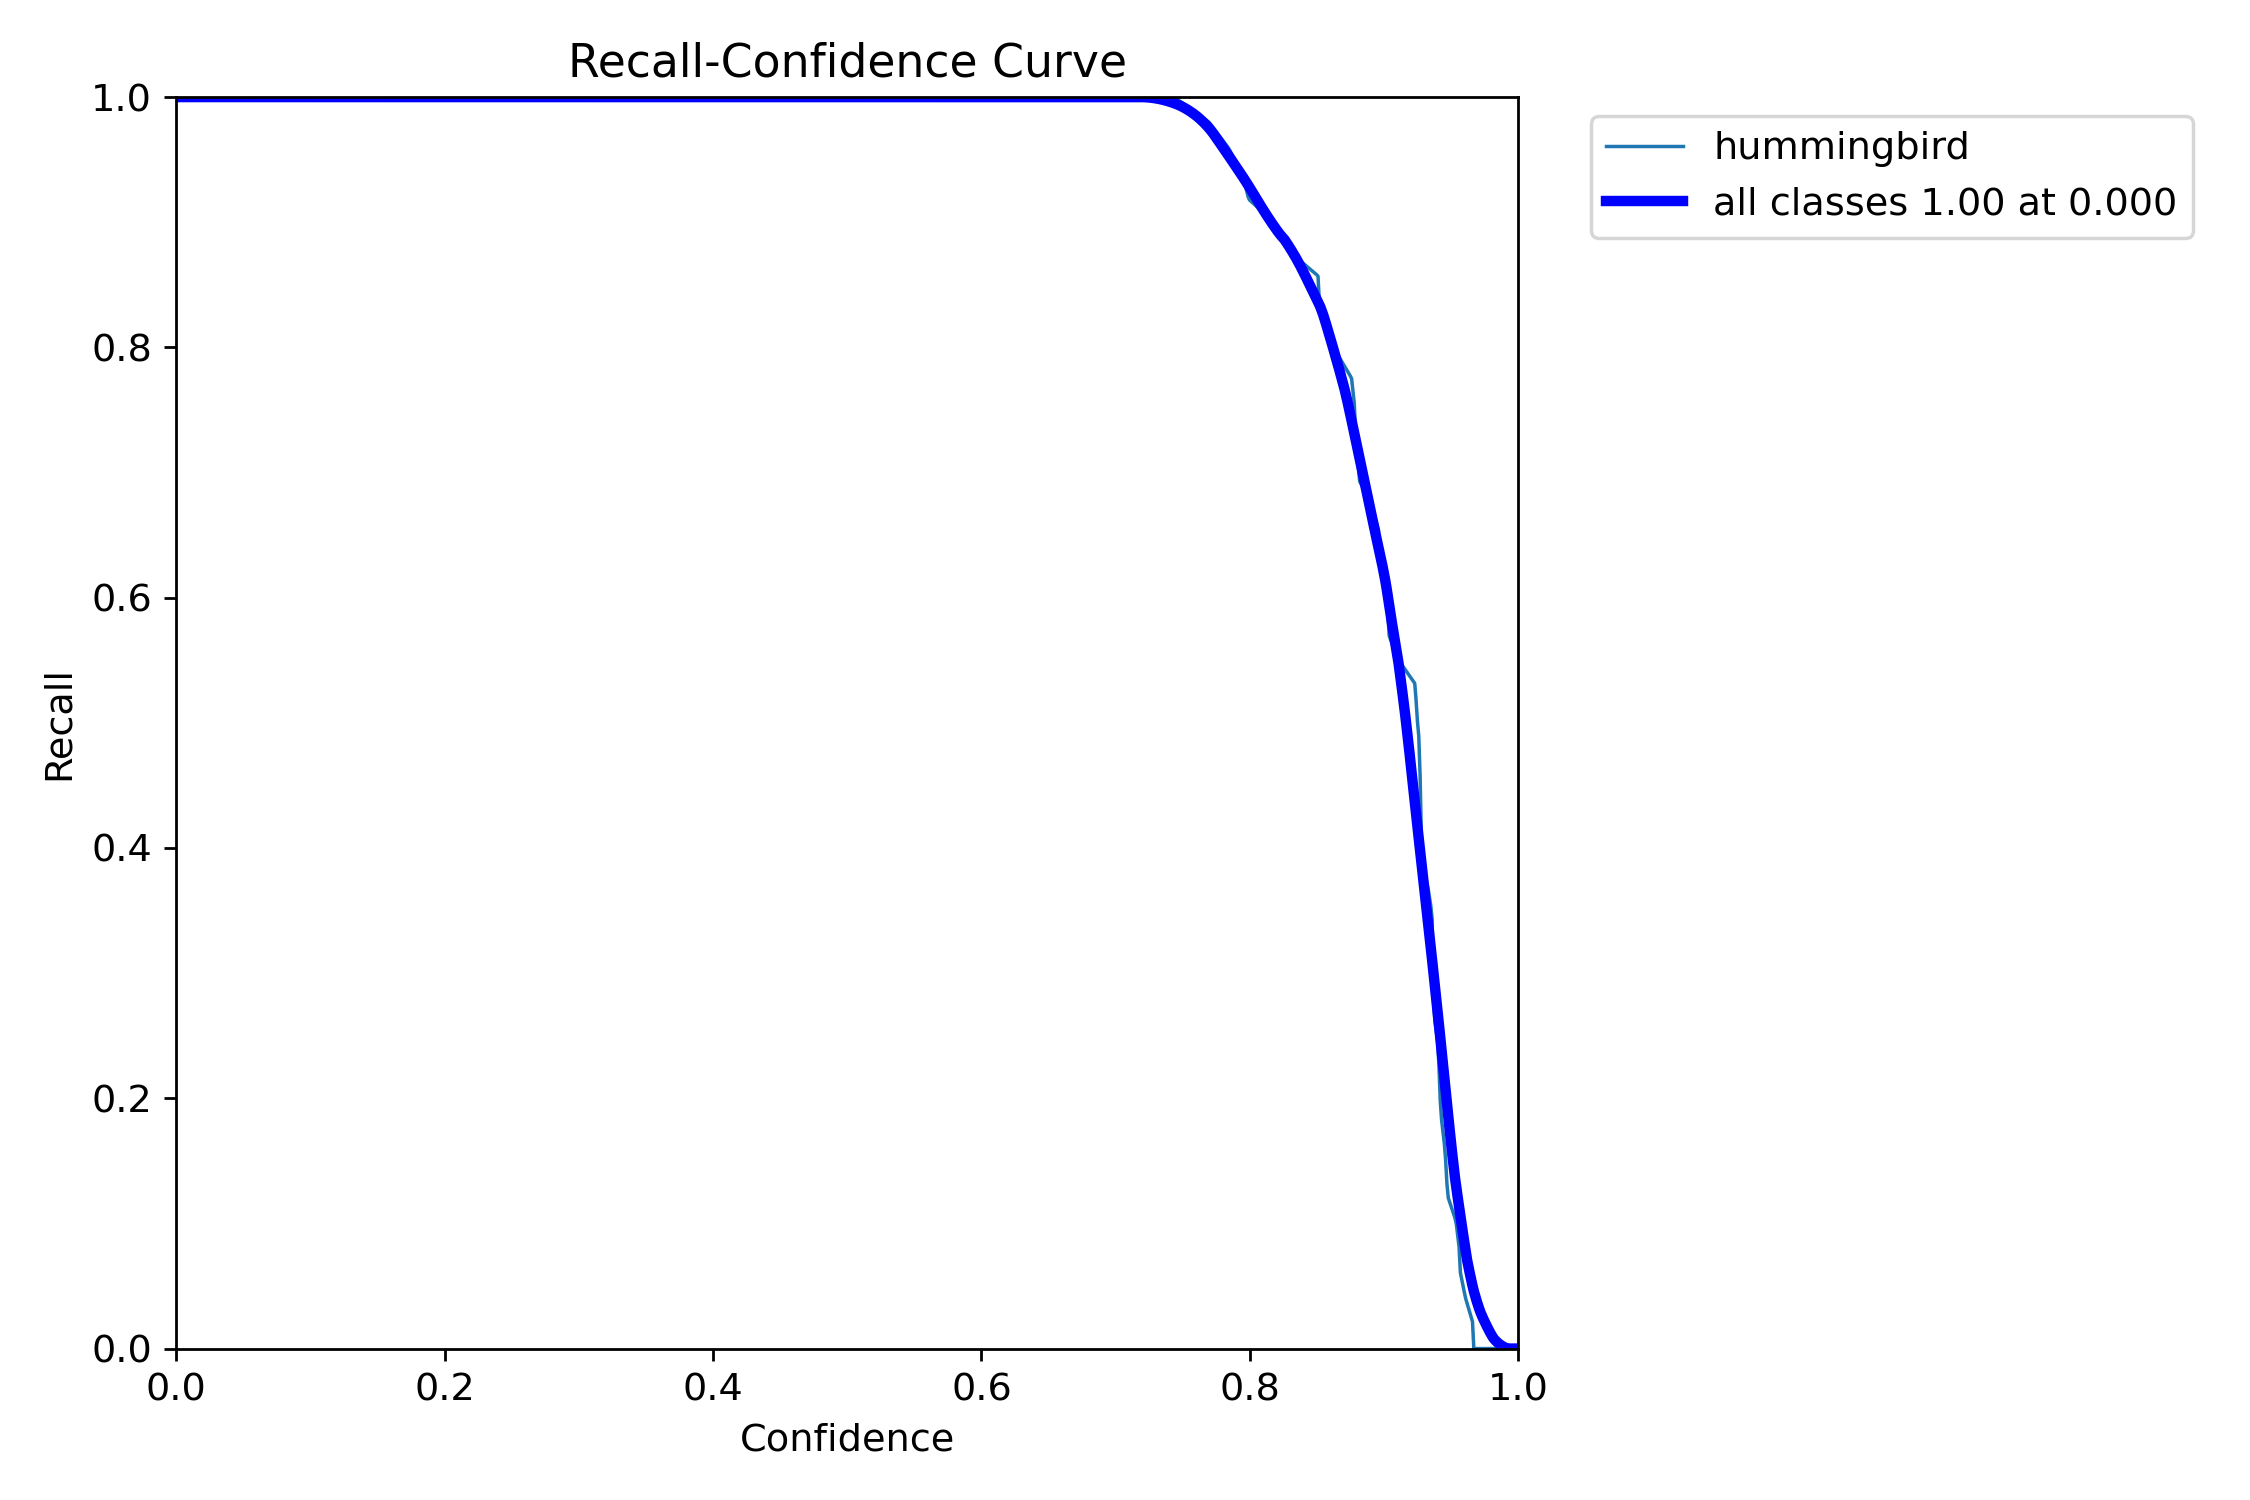 Recall-Confidence Curve
1.0
0.8
0.6
0.4
0.2
0.0
Recall
0.0 0.2 0.4 0.6 0.8 1.0
Confidence
hummingbird
all classes 1.00 at 0.000